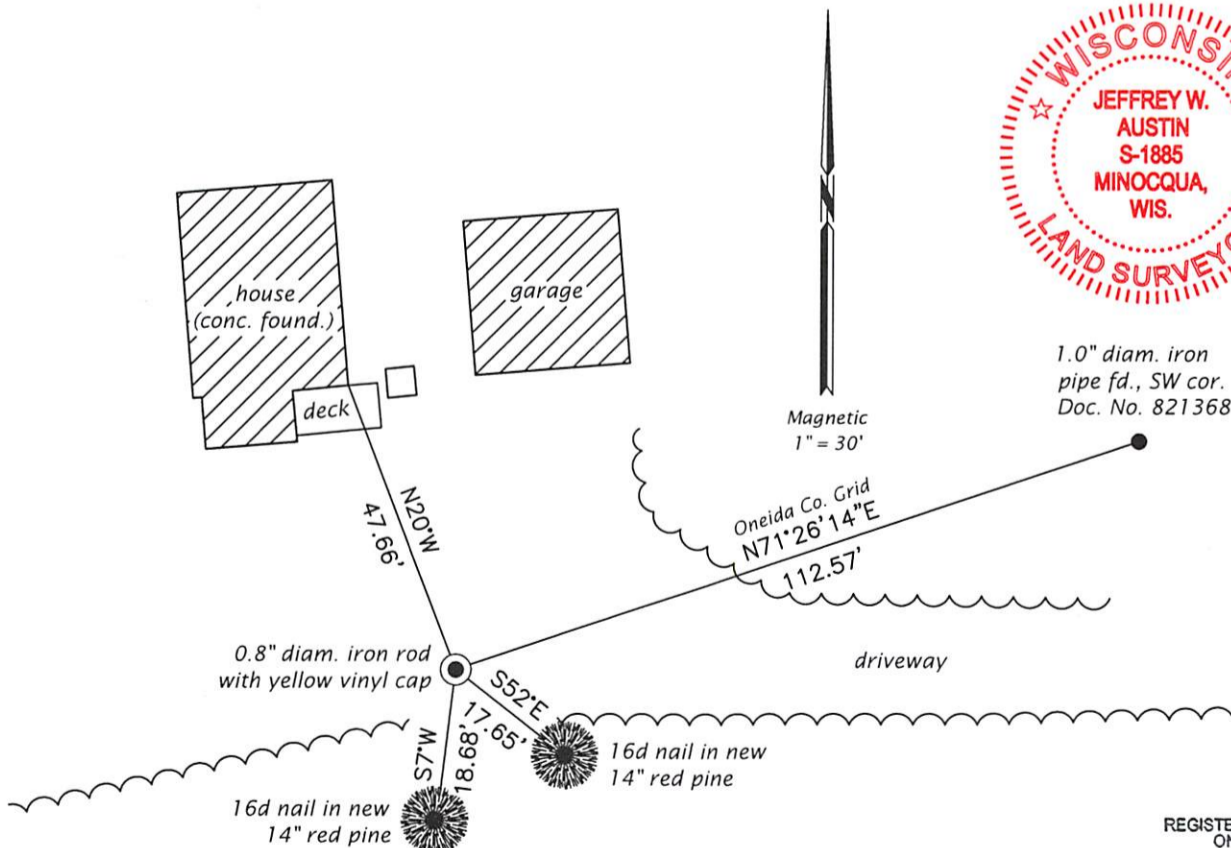 WISCONSIN
JEFFREY W.
AUSTIN
S-1885
MINOCQUA,
WIS.
LAND SURVEYO
house
(conc. found.)
garage
deck
N
Magnetic
1" = 30'
1.0" diam. iron
pipe fd., SW cor.
Doc. No. 821368
N20°W
47.66'
Oneida Co. Grid
N71°26'14"E
112.57'
0.8" diam. iron rod
with yellow vinyl cap
driveway
S52°E
17.65'
S7°W
18.68'
16d nail in new
14" red pine
16d nail in new
14" red pine
REGISTE
ON